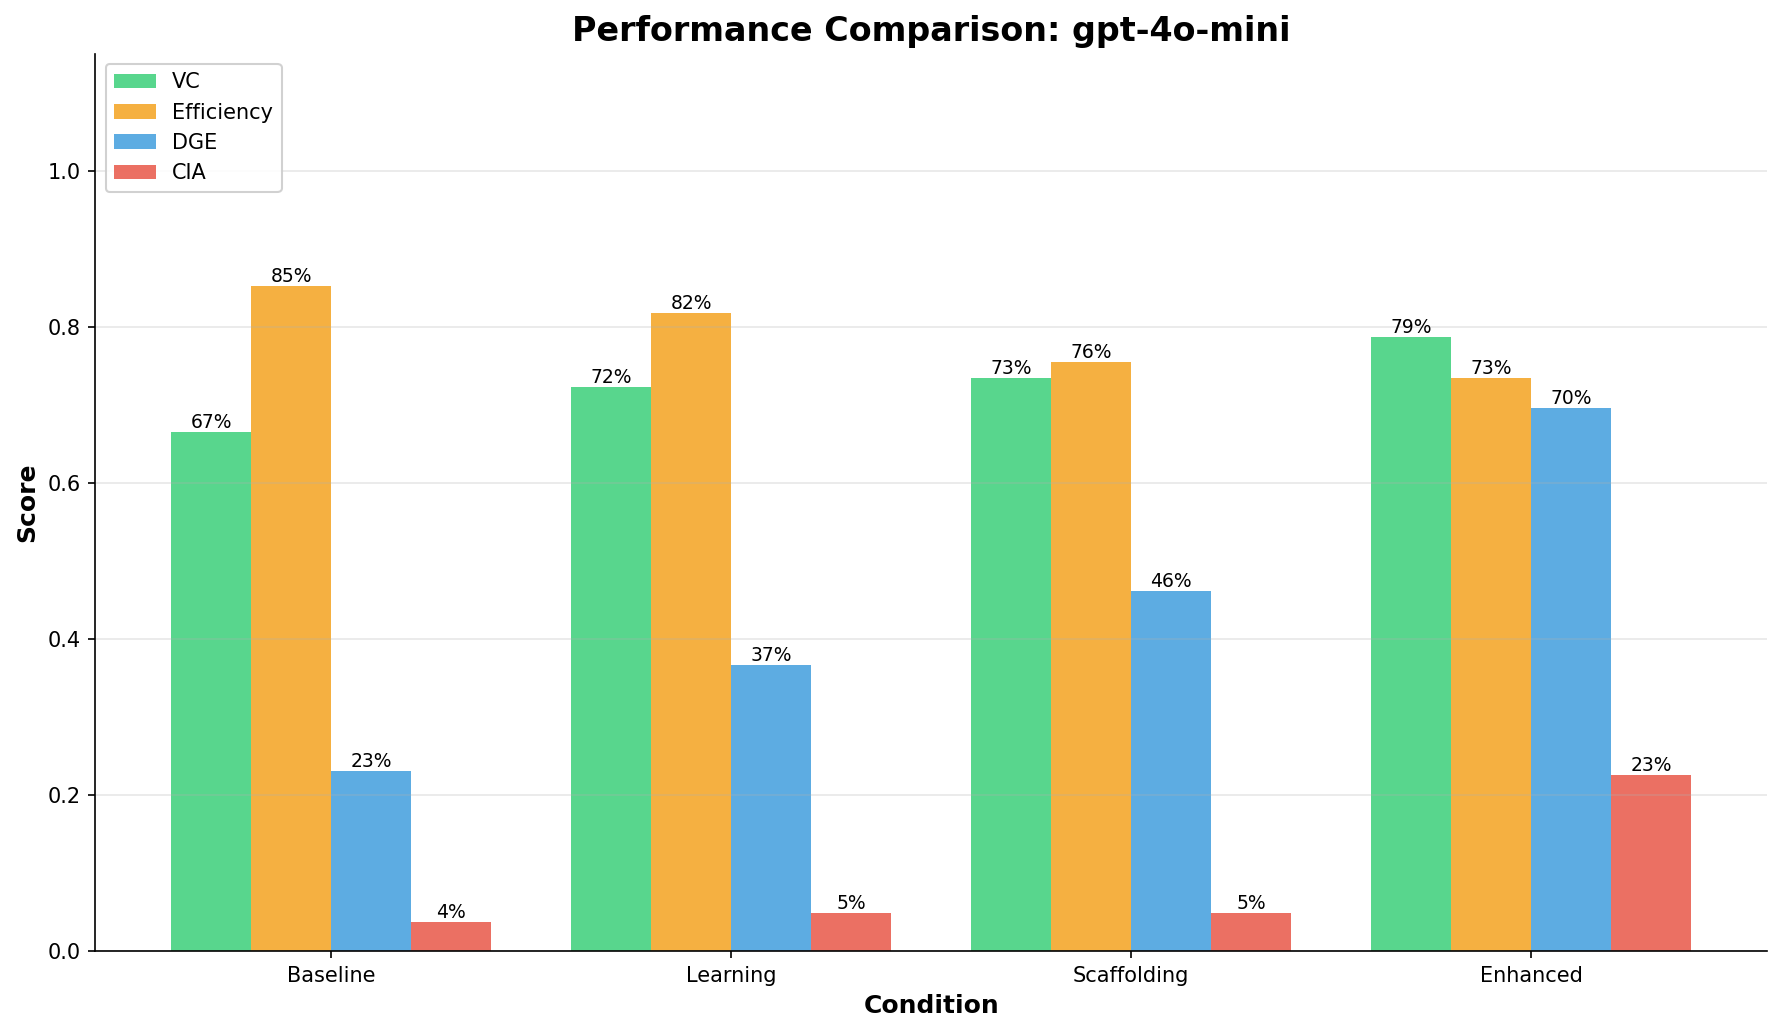 Performance Comparison: gpt-4o-mini
VC
Efficiency
DGE
CIA
Score
1.0
0.8
0.6
0.4
0.2
0.0
67%
85%
23%
4%
72%
82%
37%
5%
73%
76%
46%
5%
79%
73%
70%
23%
Baseline
Learning
Scaffolding
Enhanced
Condition